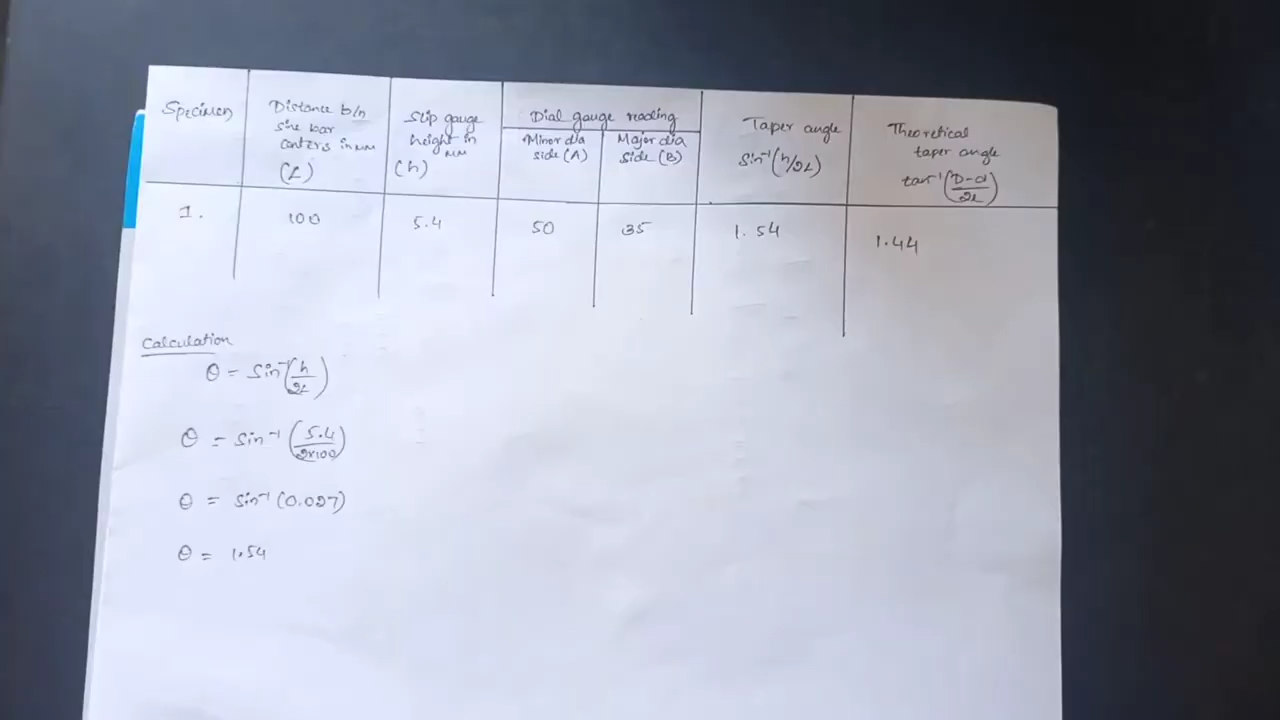 Specimen
Distance b/n
sine bar
centers in mm
(L)
Slip gauge
height in
mm
(h)
Dial gauge reading
Minor dia
side (A)
Major dia
side (B)
Taper angle
sin⁻¹(h/2L)
Theoretical
taper angle
tan⁻¹(D-d/2L)
1.
100
5.4
50
35
1.54
1.44
Calculation
θ = sin⁻¹(h/2L)
θ = sin⁻¹(5.4/2×100)
θ = sin⁻¹(0.027)
θ = 1.54